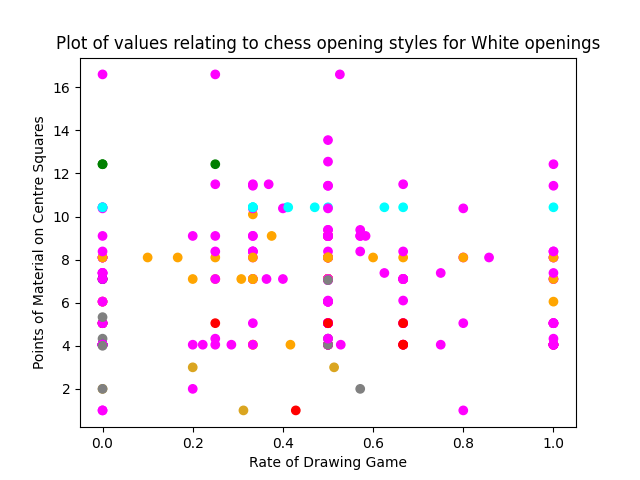 Plot of values relating to chess opening styles for White openings
16
14
12
10
8
6
4
2
Points of Material on Centre Squares
0.0 0.2 0.4 0.6 0.8 1.0
Rate of Drawing Game